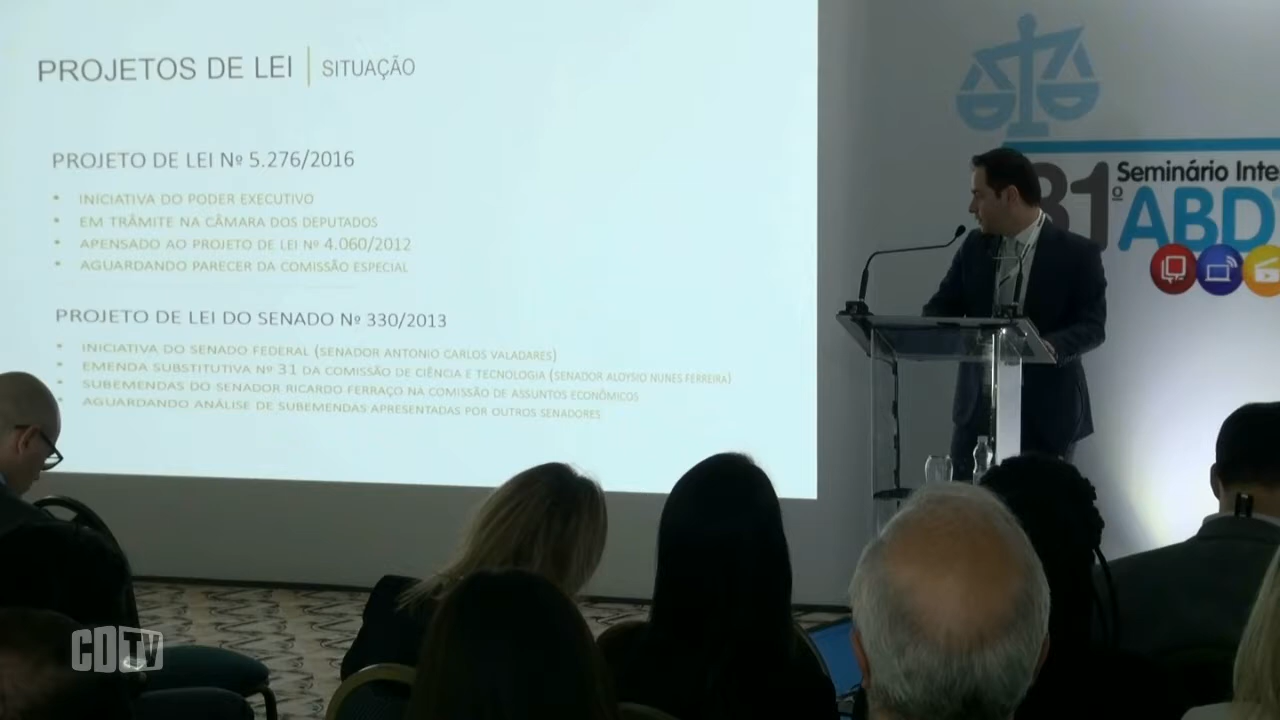 PROJETOS DE LEI | SITUAÇÃO
PROJETO DE LEI Nº 5.276/2016
• INICIATIVA DO PODER EXECUTIVO
• EM TRÂMITE NA CÂMARA DOS DEPUTADOS
• APENSADO AO PROJETO DE LEI Nº 4.060/2012
• AGUARDANDO PARECER DA COMISSÃO ESPECIAL
PROJETO DE LEI DO SENADO Nº 330/2013
• INICIATIVA DO SENADO FEDERAL (SENADOR ANTONIO CARLOS VALADARES)
• EMENDA SUBSTITUTIVA Nº 31 DA COMISSÃO DE CIÊNCIA E TECNOLOGIA (SENADOR ALOYSIO NUNES FERREIRA)
• SUBEMENDAS DO SENADOR RICARDO FERRAÇO NA COMISSÃO DE ASSUNTOS ECONÔMICOS
• AGUARDANDO ANÁLISE DE SUBEMENDAS APRESENTADAS POR OUTROS SENADORES
31º
Seminário Inte
ABD
CDTV